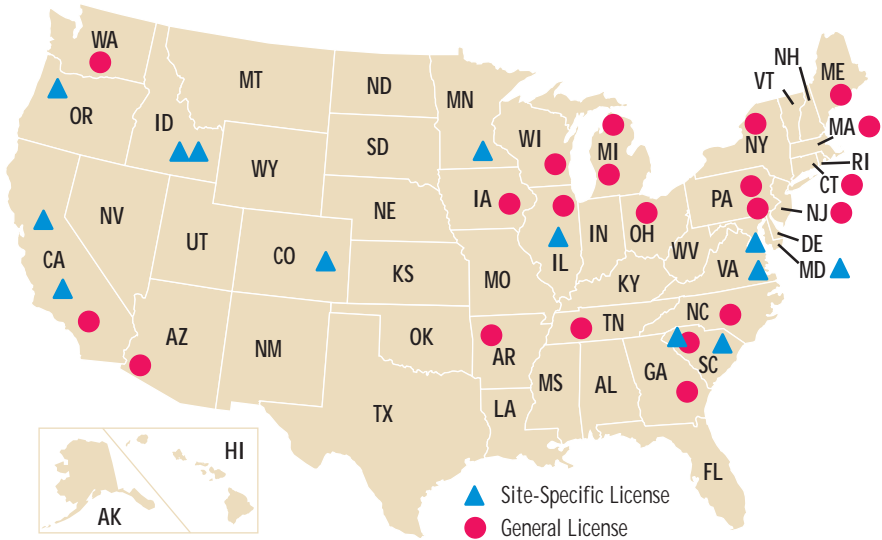 WA
MT
ND
MN
OR
ID
SD
WI
MI
NH
VT
ME
NY
MA
RI
CT
WY
IA
PA
NJ
NV
NE
IL
IN
OH
DE
CA
UT
CO
KS
MO
WV
VA
MD
KY
AZ
NM
OK
AR
TN
NC
SC
TX
LA
MS
AL
GA
FL
HI
AK
Site-Specific License
General License